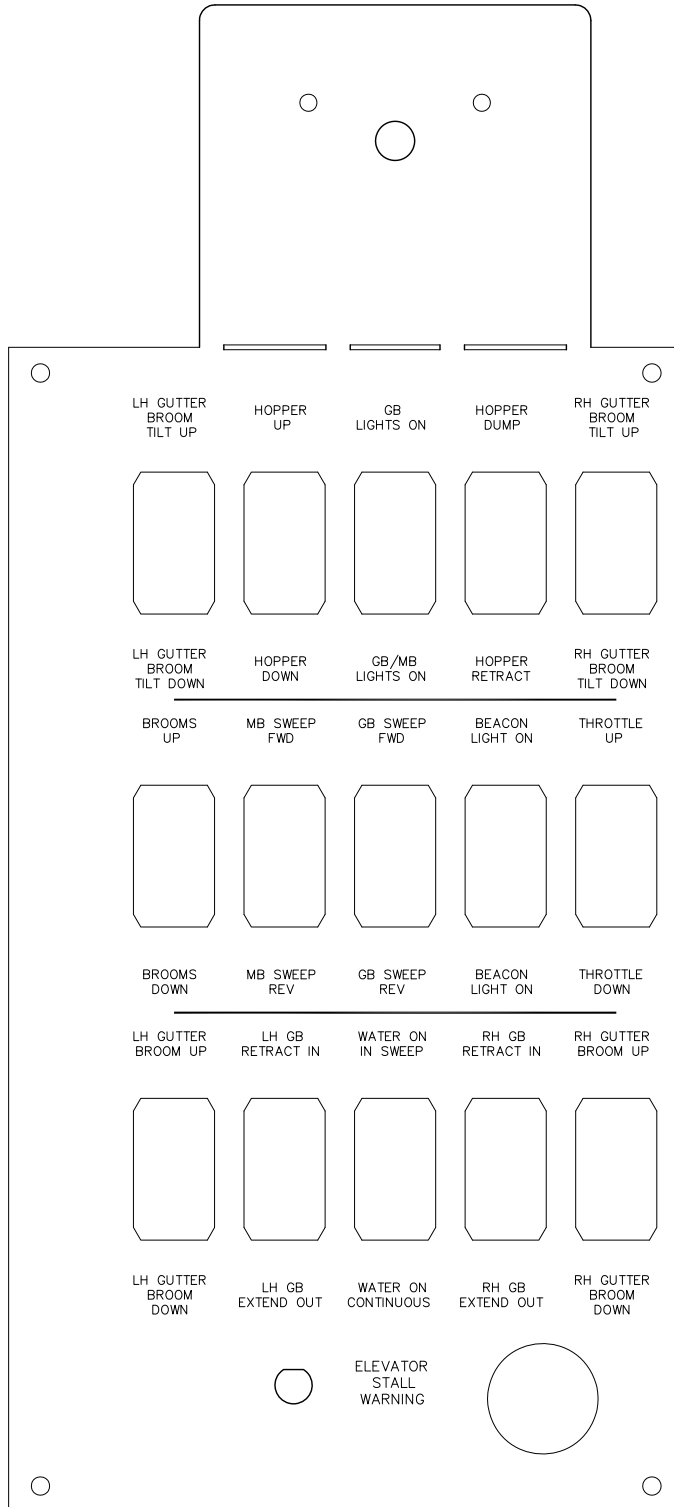 LH GUTTER
BROOM
TILT UP
HOPPER
UP
GB
LIGHTS ON
HOPPER
DUMP
RH GUTTER
BROOM
TILT UP
LH GUTTER
BROOM
TILT DOWN
HOPPER
DOWN
GB/MB
LIGHTS ON
HOPPER
RETRACT
RH GUTTER
BROOM
TILT DOWN
BROOMS
UP
MB SWEEP
FWD
GB SWEEP
FWD
BEACON
LIGHT ON
THROTTLE
UP
BROOMS
DOWN
MB SWEEP
REV
GB SWEEP
REV
BEACON
LIGHT ON
THROTTLE
DOWN
LH GUTTER
BROOM UP
LH GB
RETRACT IN
WATER ON
IN SWEEP
RH GB
RETRACT IN
RH GUTTER
BROOM UP
LH GUTTER
BROOM
DOWN
LH GB
EXTEND OUT
WATER ON
CONTINUOUS
RH GB
EXTEND OUT
RH GUTTER
BROOM
DOWN
ELEVATOR
STALL
WARNING